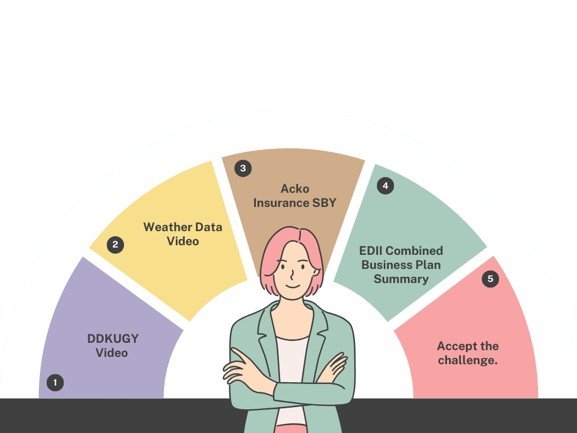 1
DDKUGY
Video
2
Weather Data
Video
3
Acko
Insurance SBY
4
EDII Combined
Business Plan
Summary
5
Accept the
challenge.